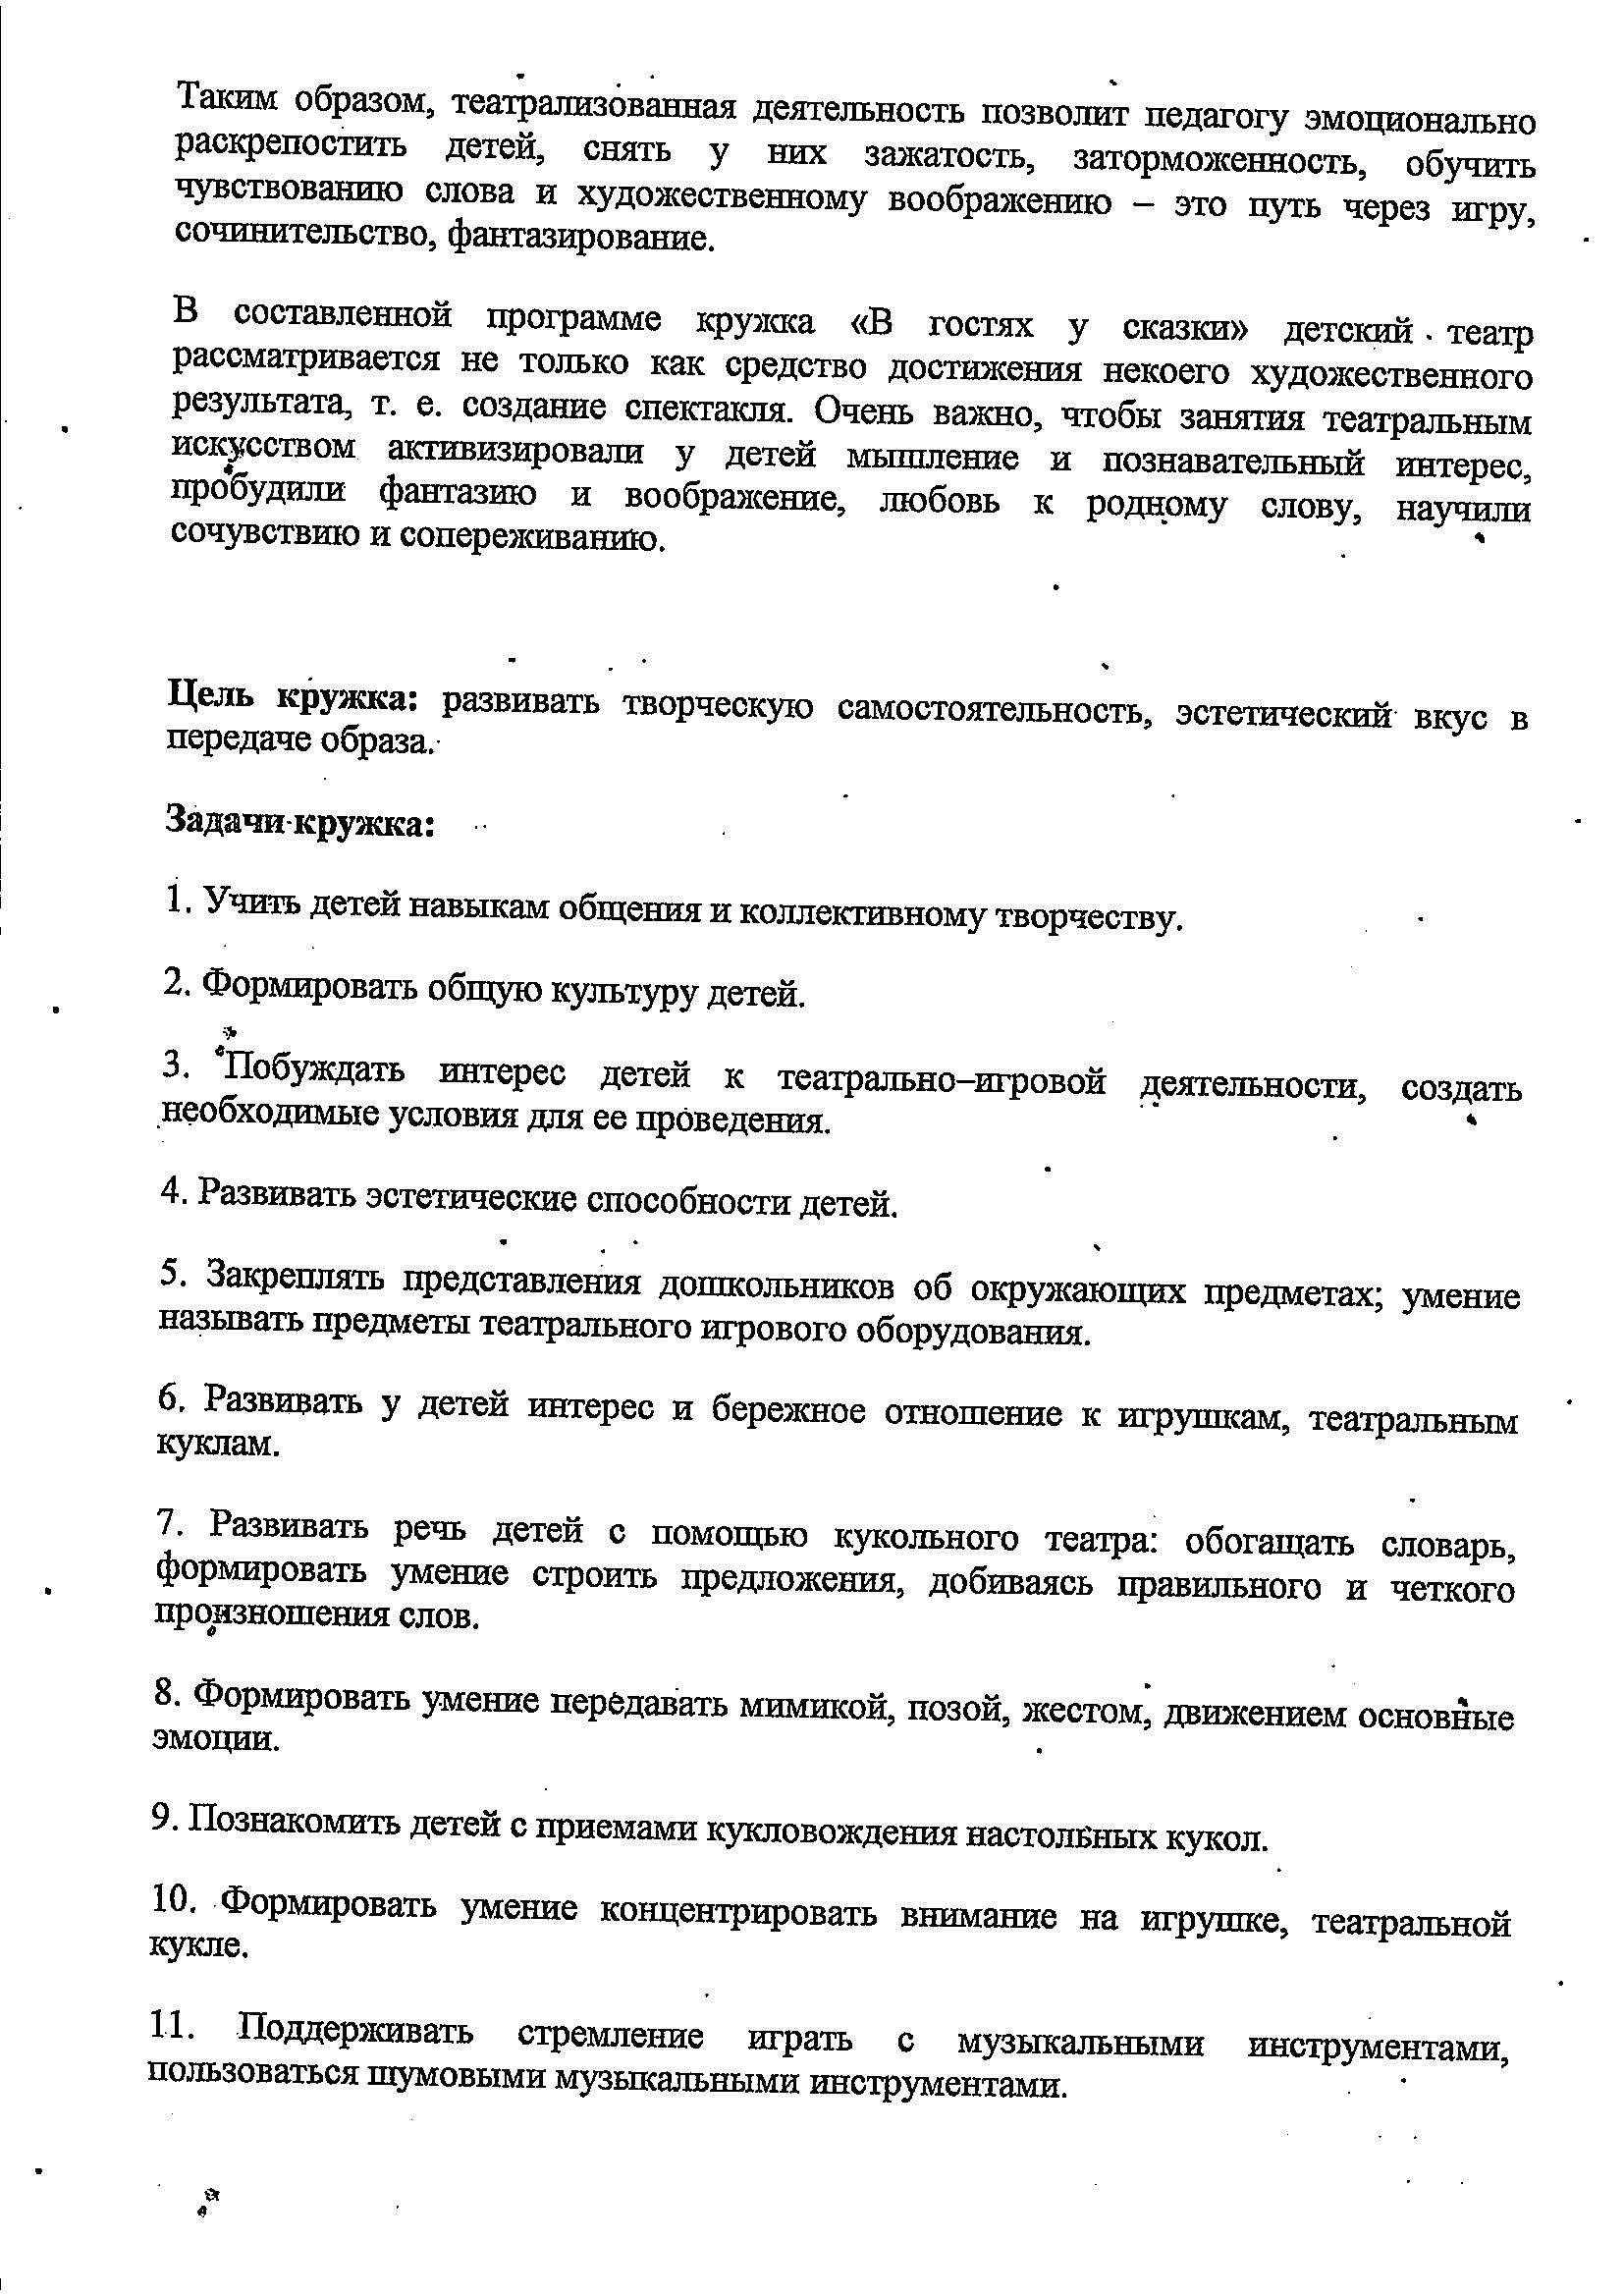 Таким образом, театрализованная деятельность позволит педагогу эмоционально
раскрепостить детей, снять у них зажатость, заторможенность, обучить
чувствованию слова и художественному воображению – это путь через игру,
сочинительство, фантазирование.
В составленной программе кружка «В гостях у сказки» детский театр
рассматривается не только как средство достижения некоего художественного
результата, т. е. создание спектакля. Очень важно, чтобы занятия театральным
искусством активизировали у детей мышление и познавательный интерес,
пробудили фантазию и воображение, любовь к родному слову, научили
сочувствию и сопереживанию.
Цель кружка: развивать творческую самостоятельность, эстетический вкус в
передаче образа.
Задачи кружка:
1. Учить детей навыкам общения и коллективному творчеству.
2. Формировать общую культуру детей.
3. Побуждать интерес детей к театрально–игровой деятельности, создать
необходимые условия для ее проведения.
4. Развивать эстетические способности детей.
5. Закреплять представления дошкольников об окружающих предметах; умение
называть предметы театрального игрового оборудования.
6. Развивать у детей интерес и бережное отношение к игрушкам, театральным
куклам.
7. Развивать речь детей с помощью кукольного театра: обогащать словарь,
формировать умение строить предложения, добиваясь правильного и четкого
произношения слов.
8. Формировать умение передавать мимикой, позой, жестом, движением основные
эмоции.
9. Познакомить детей с приемами кукловождения настольных кукол.
10. Формировать умение концентрировать внимание на игрушке, театральной
кукле.
11. Поддерживать стремление играть с музыкальными инструментами,
пользоваться шумовыми музыкальными инструментами.